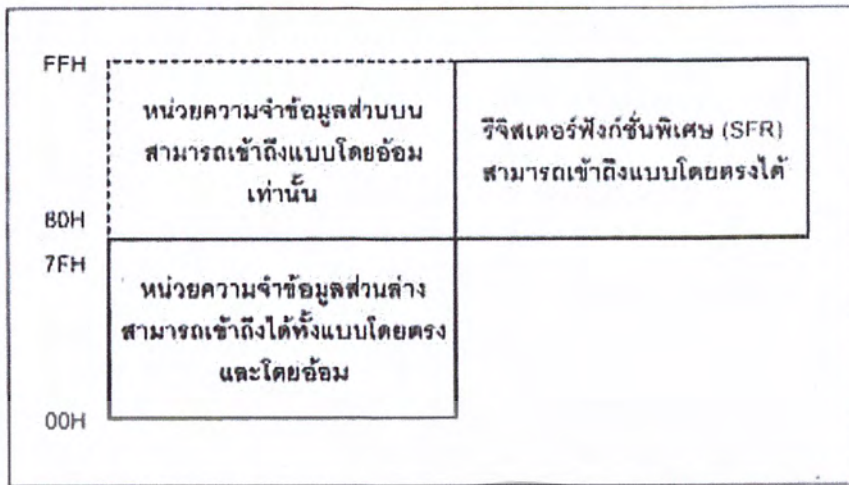 FFH
หน่วยความจำข้อมูลส่วนบน
สามารถเข้าถึงแบบโดยอ้อม
เท่านั้น
80H
รีจิสเตอร์ฟังก์ชั่นพิเศษ (SFR)
สามารถเข้าถึงแบบโดยตรงได้
7FH
หน่วยความจำข้อมูลส่วนล่าง
สามารถเข้าถึงได้ทั้งแบบโดยตรง
และโดยอ้อม
00H